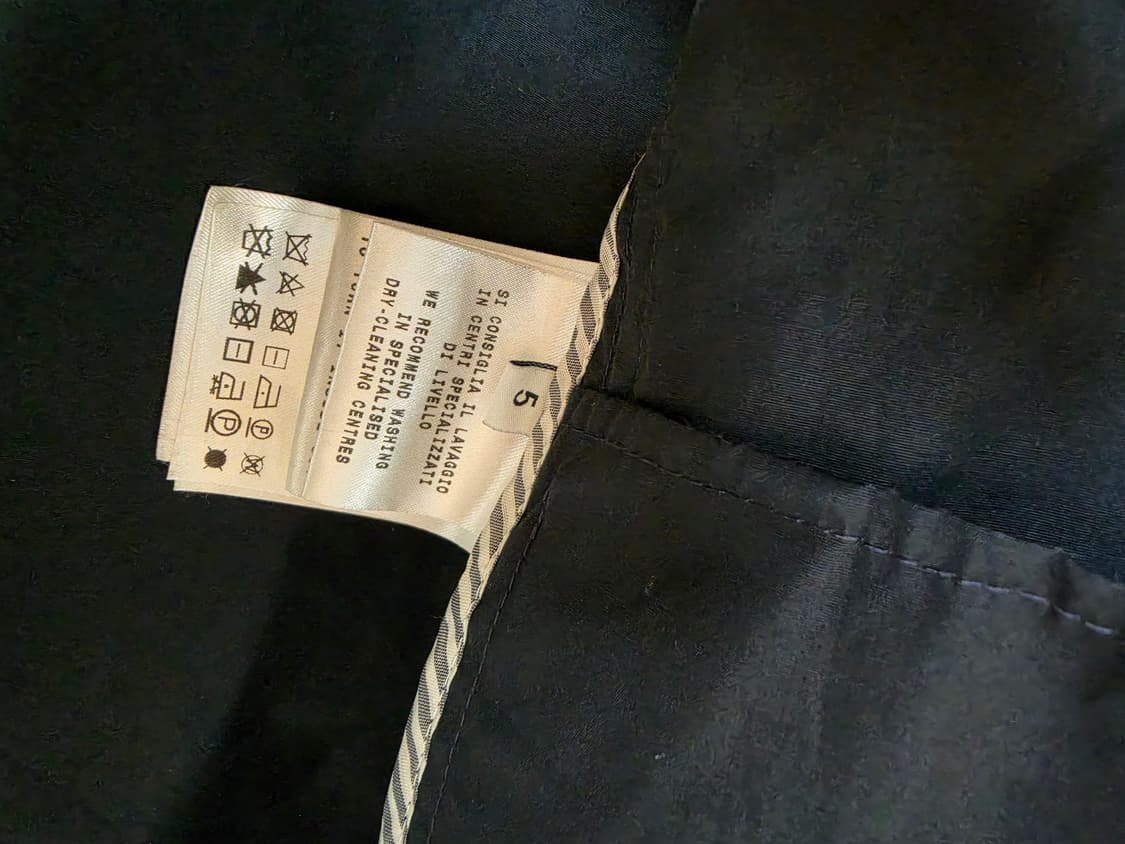 5
SI CONSIGLIA IL LAVAGGIO
IN CENTRI SPECIALIZZATI
DI LIVELLO
WE RECOMMEND WASHING
IN SPECIALISED
DRY-CLEANING CENTRES
P
P